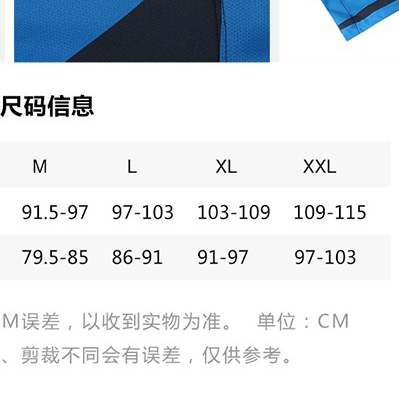 尺码信息
M L XL XXL
91.5-97 97-103 103-109 109-115
79.5-85 86-91 91-97 97-103
M误差，以收到实物为准。 单位：CM
、剪裁不同会有误差，仅供参考。